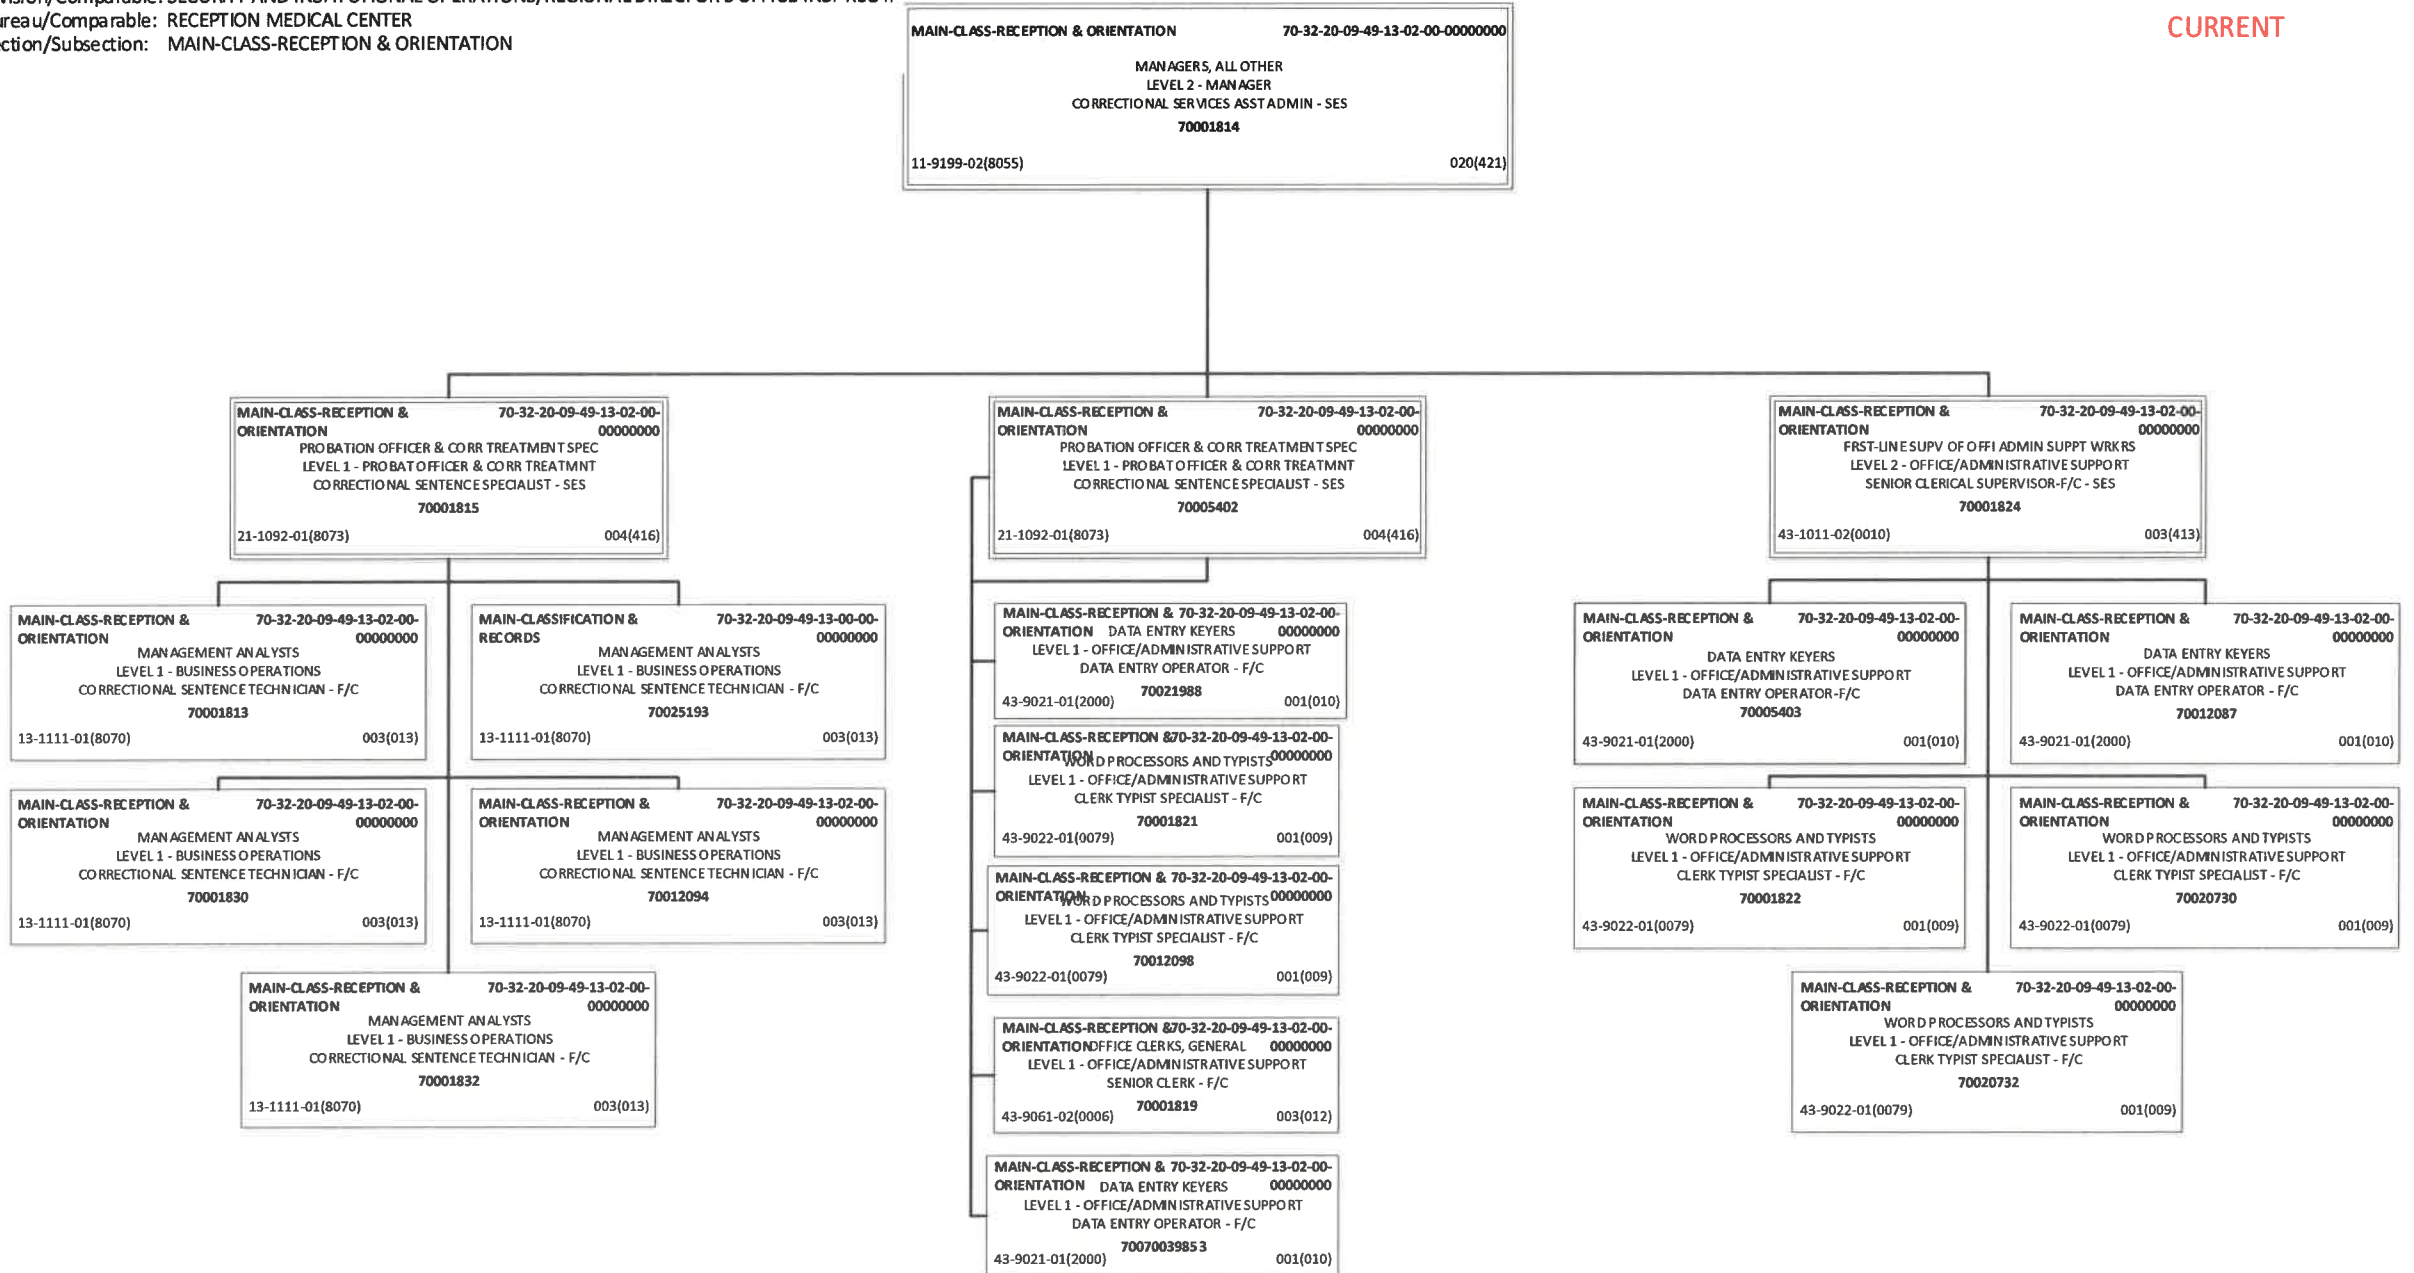 Bureau/Comparable: RECEPTION MEDICAL CENTER
Section/Subsection: MAIN-CLASS-RECEPTION & ORIENTATION
CURRENT
MAIN-CLASS-RECEPTION & ORIENTATION 70-32-20-09-49-13-02-00-00000000
MANAGERS, ALL OTHER
LEVEL 2 - MANAGER
CORRECTIONAL SERVICES ASST ADMIN - SES
70001814
11-9199-02(8055) 020(421)
MAIN-CLASS-RECEPTION & 70-32-20-09-49-13-02-00-
ORIENTATION 00000000
PROBATION OFFICER & CORR TREATMENT SPEC
LEVEL 1 - PROBAT OFFICER & CORR TREATMNT
CORRECTIONAL SENTENCE SPECIALIST - SES
70001815
21-1092-01(8073) 004(416)
MAIN-CLASS-RECEPTION & 70-32-20-09-49-13-02-00-
ORIENTATION 00000000
PROBATION OFFICER & CORR TREATMENT SPEC
LEVEL 1 - PROBAT OFFICER & CORR TREATMNT
CORRECTIONAL SENTENCE SPECIALIST - SES
70005402
21-1092-01(8073) 004(416)
MAIN-CLASS-RECEPTION & 70-32-20-09-49-13-02-00-
ORIENTATION 00000000
FRST-LINE SUPV OF OFFI ADMIN SUPPT WRKRS
LEVEL 2 - OFFICE/ADMINISTRATIVE SUPPORT
SENIOR CLERICAL SUPERVISOR-F/C - SES
70001824
43-1011-02(0010) 003(413)
MAIN-CLASS-RECEPTION & 70-32-20-09-49-13-02-00-
ORIENTATION 00000000
MANAGEMENT ANALYSTS
LEVEL 1 - BUSINESS OPERATIONS
CORRECTIONAL SENTENCE TECHNICIAN - F/C
70001813
13-1111-01(8070) 003(013)
MAIN-CLASSIFICATION & 70-32-20-09-49-13-00-00-
RECORDS 00000000
MANAGEMENT ANALYSTS
LEVEL 1 - BUSINESS OPERATIONS
CORRECTIONAL SENTENCE TECHNICIAN - F/C
70025193
13-1111-01(8070) 003(013)
MAIN-CLASS-RECEPTION & 70-32-20-09-49-13-02-00-
ORIENTATION 00000000
MANAGEMENT ANALYSTS
LEVEL 1 - BUSINESS OPERATIONS
CORRECTIONAL SENTENCE TECHNICIAN - F/C
70001830
13-1111-01(8070) 003(013)
MAIN-CLASS-RECEPTION & 70-32-20-09-49-13-02-00-
ORIENTATION 00000000
MANAGEMENT ANALYSTS
LEVEL 1 - BUSINESS OPERATIONS
CORRECTIONAL SENTENCE TECHNICIAN - F/C
70012094
13-1111-01(8070) 003(013)
MAIN-CLASS-RECEPTION & 70-32-20-09-49-13-02-00-
ORIENTATION 00000000
MANAGEMENT ANALYSTS
LEVEL 1 - BUSINESS OPERATIONS
CORRECTIONAL SENTENCE TECHNICIAN - F/C
70001832
13-1111-01(8070) 003(013)
MAIN-CLASS-RECEPTION & 70-32-20-09-49-13-02-00-
ORIENTATION DATA ENTRY KEYERS 00000000
LEVEL 1 - OFFICE/ADMINISTRATIVE SUPPORT
DATA ENTRY OPERATOR - F/C
70021988
43-9021-01(2000) 001(010)
MAIN-CLASS-RECEPTION &70-32-20-09-49-13-02-00-
ORIENTATION WORD PROCESSORS AND TYPISTS 00000000
LEVEL 1 - OFFICE/ADMINISTRATIVE SUPPORT
CLERK TYPIST SPECIALIST - F/C
70001821
43-9022-01(0079) 001(009)
MAIN-CLASS-RECEPTION & 70-32-20-09-49-13-02-00-
ORIENTATION WORD PROCESSORS AND TYPISTS 00000000
LEVEL 1 - OFFICE/ADMINISTRATIVE SUPPORT
CLERK TYPIST SPECIALIST - F/C
70012098
43-9022-01(0079) 001(009)
MAIN-CLASS-RECEPTION &70-32-20-09-49-13-02-00-
ORIENTATION OFFICE CLERKS, GENERAL 00000000
LEVEL 1 - OFFICE/ADMINISTRATIVE SUPPORT
SENIOR CLERK - F/C
70001819
43-9061-02(0006) 003(012)
MAIN-CLASS-RECEPTION & 70-32-20-09-49-13-02-00-
ORIENTATION DATA ENTRY KEYERS 00000000
LEVEL 1 - OFFICE/ADMINISTRATIVE SUPPORT
DATA ENTRY OPERATOR - F/C
70070039853
43-9021-01(2000) 001(010)
MAIN-CLASS-RECEPTION & 70-32-20-09-49-13-02-00-
ORIENTATION 00000000
DATA ENTRY KEYERS
LEVEL 1 - OFFICE/ADMINISTRATIVE SUPPORT
DATA ENTRY OPERATOR-F/C
70005403
43-9021-01(2000) 001(010)
MAIN-CLASS-RECEPTION & 70-32-20-09-49-13-02-00-
ORIENTATION 00000000
DATA ENTRY KEYERS
LEVEL 1 - OFFICE/ADMINISTRATIVE SUPPORT
DATA ENTRY OPERATOR - F/C
70012087
43-9021-01(2000) 001(010)
MAIN-CLASS-RECEPTION & 70-32-20-09-49-13-02-00-
ORIENTATION 00000000
WORD PROCESSORS AND TYPISTS
LEVEL 1 - OFFICE/ADMINISTRATIVE SUPPORT
CLERK TYPIST SPECIALIST - F/C
70001822
43-9022-01(0079) 001(009)
MAIN-CLASS-RECEPTION & 70-32-20-09-49-13-02-00-
ORIENTATION 00000000
WORD PROCESSORS AND TYPISTS
LEVEL 1 - OFFICE/ADMINISTRATIVE SUPPORT
CLERK TYPIST SPECIALIST - F/C
70020730
43-9022-01(0079) 001(009)
MAIN-CLASS-RECEPTION & 70-32-20-09-49-13-02-00-
ORIENTATION 00000000
WORD PROCESSORS AND TYPISTS
LEVEL 1 - OFFICE/ADMINISTRATIVE SUPPORT
CLERK TYPIST SPECIALIST - F/C
70020732
43-9022-01(0079) 001(009)